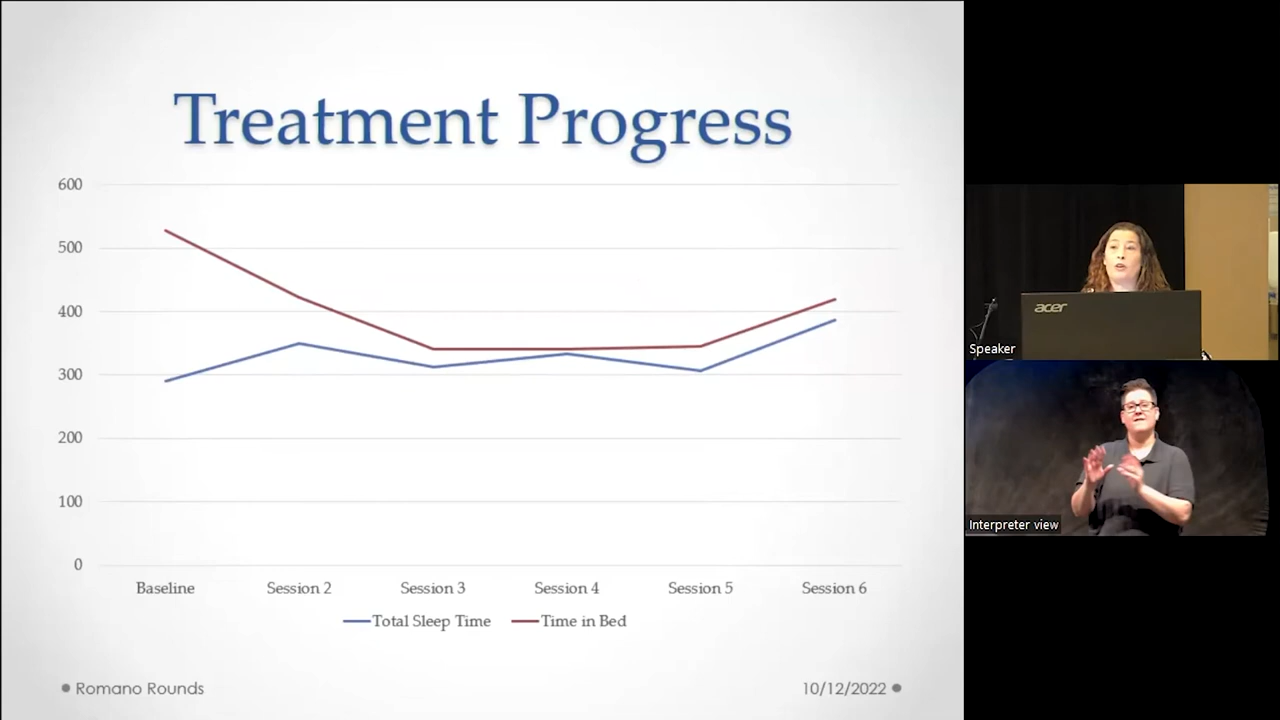 Treatment Progress
600
500
400
300
200
100
0
Baseline Session 2 Session 3 Session 4 Session 5 Session 6
Total Sleep Time Time in Bed
Romano Rounds 10/12/2022
acer
Speaker
Interpreter view